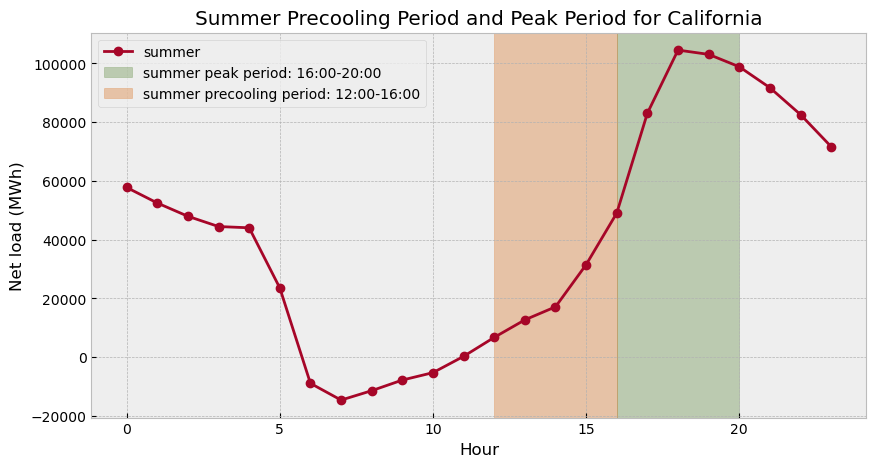 Summer Precooling Period and Peak Period for California
summer
summer peak period: 16:00-20:00
summer precooling period: 12:00-16:00
Net load (MWh)
100000
80000
60000
40000
20000
0
−20000
0 5 10 15 20
Hour